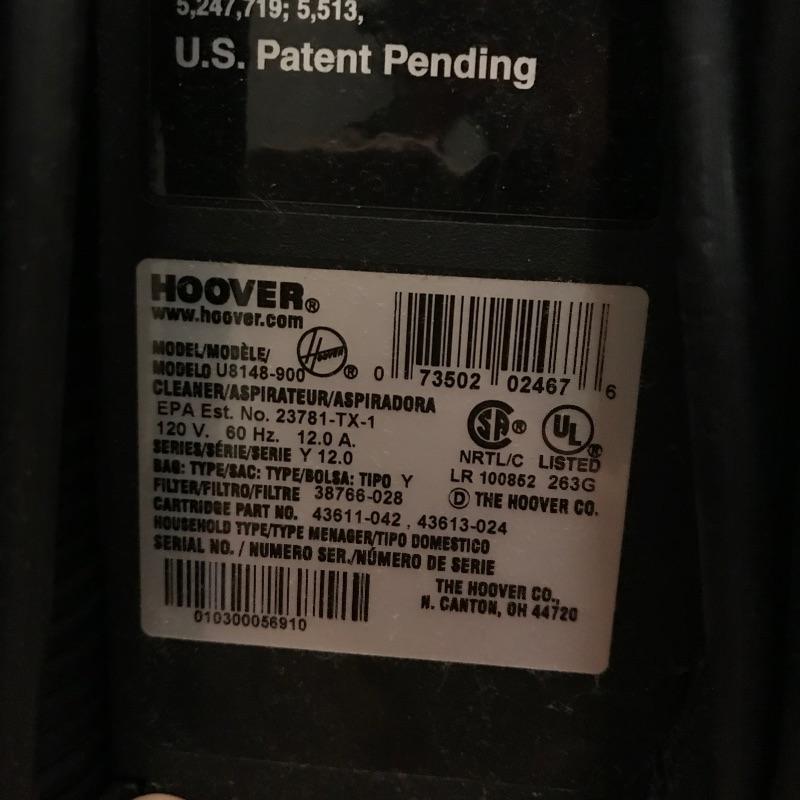 5,247,719; 5,513,
U.S. Patent Pending
HOOVER®
www.hoover.com
MODEL/MODÈLE/
MODELO U8148-900
Hoover ®
0 73502 02467 6
CLEANER/ASPIRATEUR/ASPIRADORA
EPA Est. No. 23781-TX-1
120 V. 60 Hz. 12.0 A.
SERIES/SÉRIE/SERIE Y 12.0
BAG: TYPE/SAC: TYPE/BOLSA: TIPO Y
FILTER/FILTRO/FILTRE 38766-028
CARTRIDGE PART NO. 43611-042 , 43613-024
HOUSEHOLD TYPE/TYPE MENAGER/TIPO DOMESTICO
SERIAL NO. / NUMERO SER./NÚMERO DE SERIE
SA ® UL ®
NRTL/C LISTED
LR 100852 263G
D THE HOOVER CO.
010300056910
THE HOOVER CO.,
N. CANTON, OH 44720